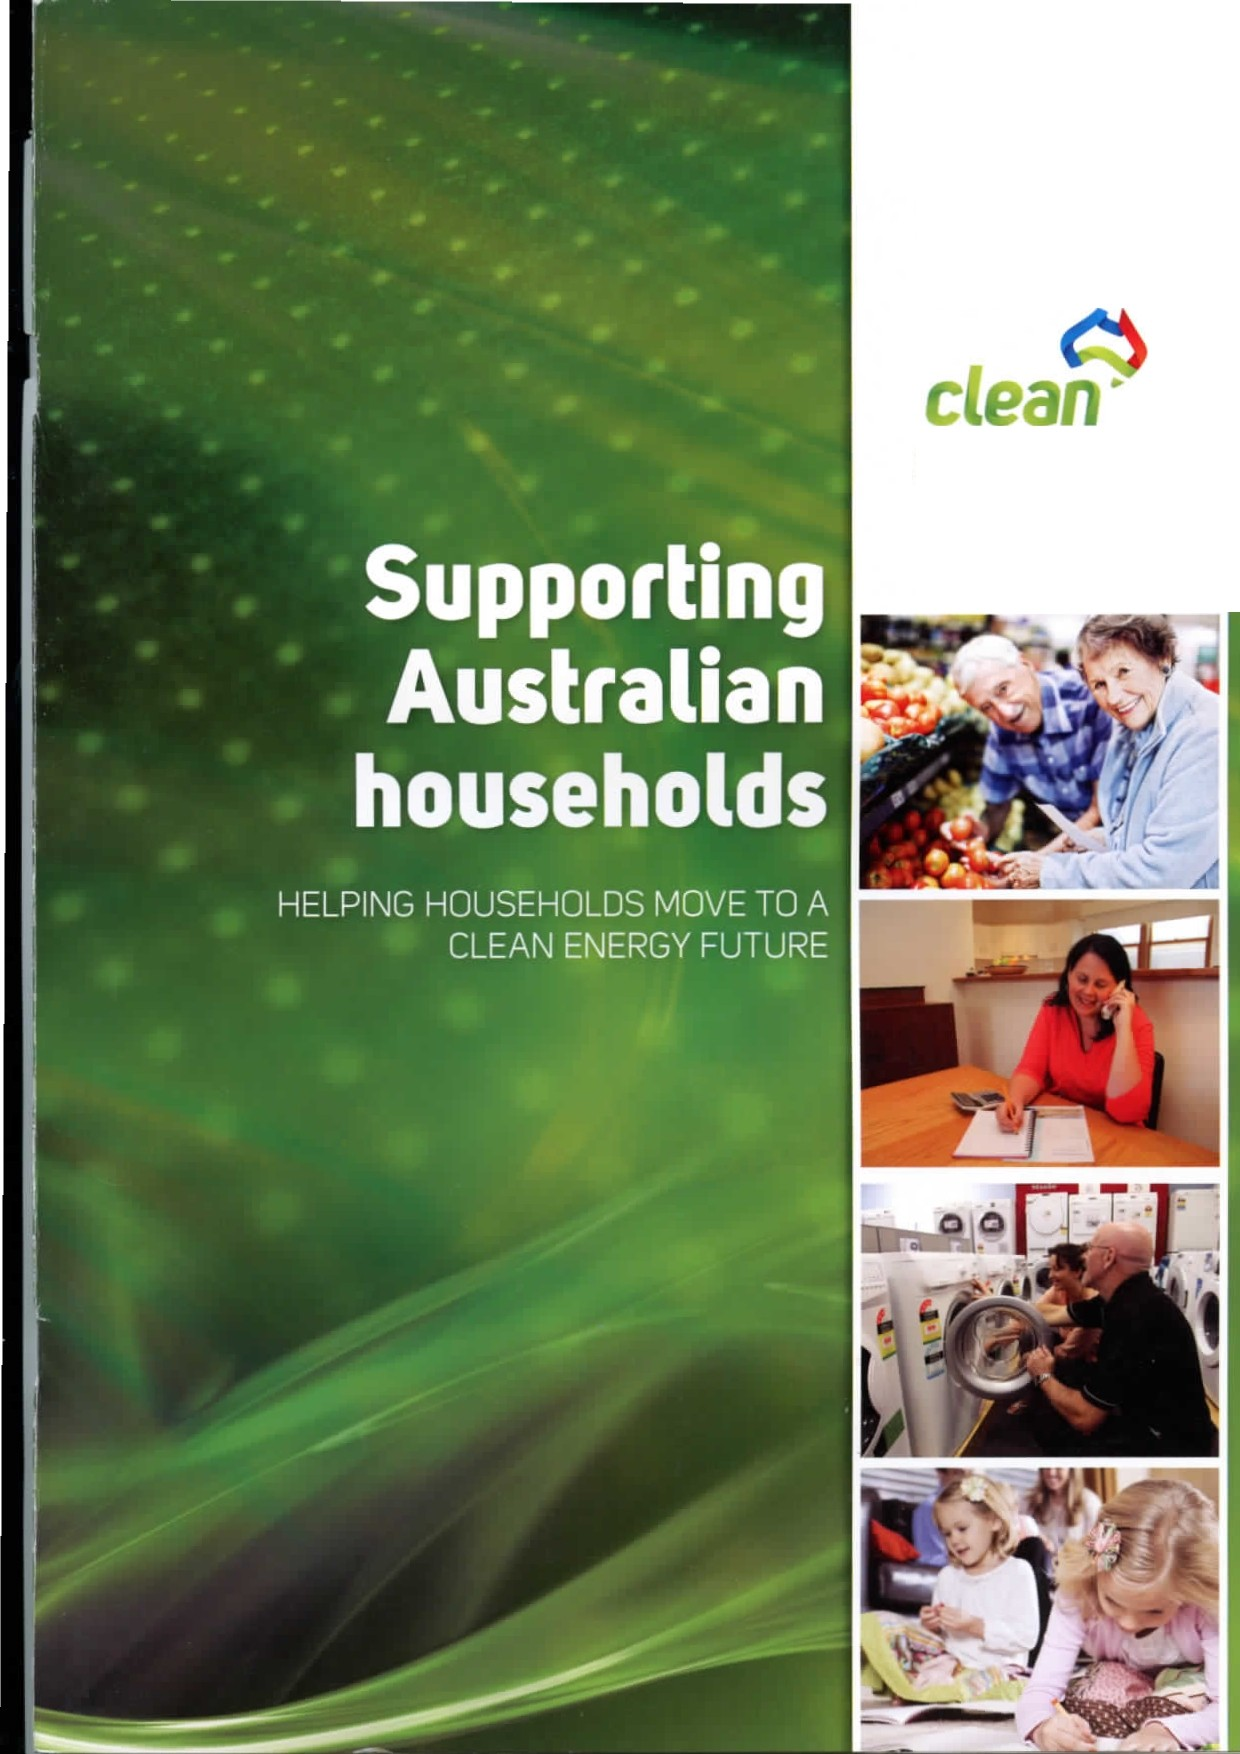 clean
Supporting
Australian
households
HELPING HOUSEHOLDS MOVE TO A
CLEAN ENERGY FUTURE